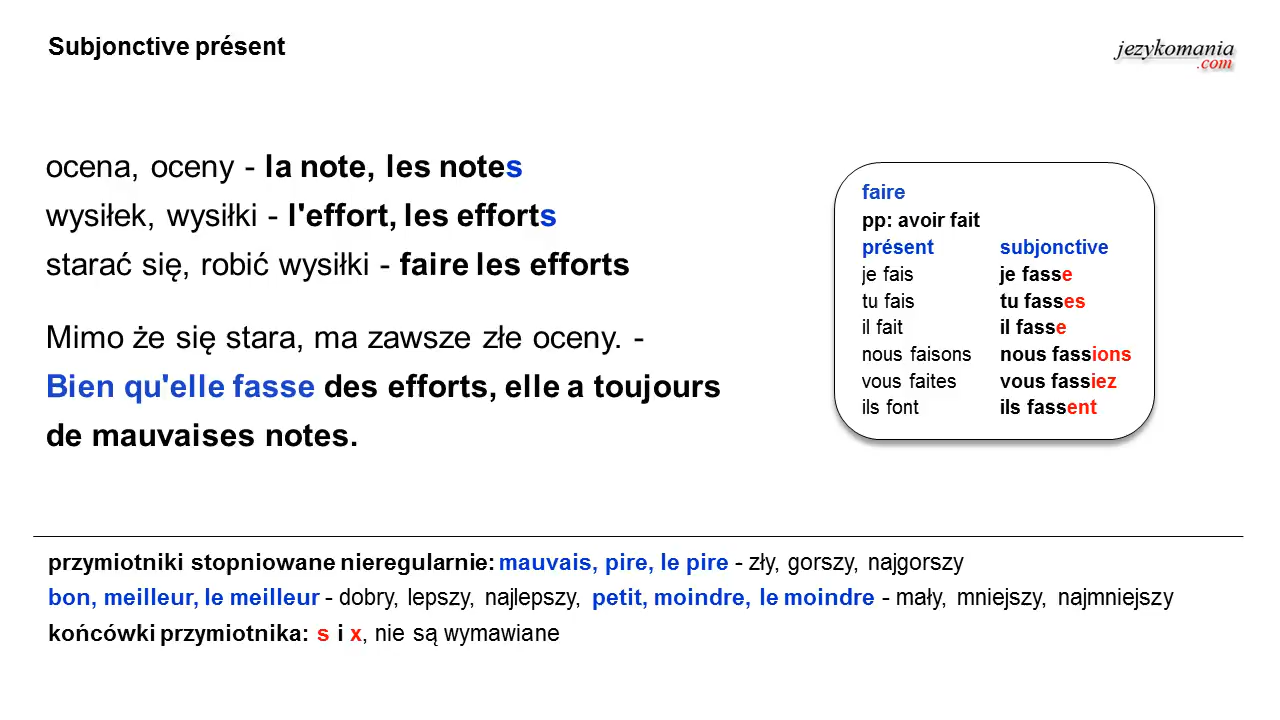 Subjonctive présent
jezykomania
.com
ocena, oceny - la note, les notes
wysiłek, wysiłki - l'effort, les efforts
starać się, robić wysiłki - faire les efforts
Mimo że się stara, ma zawsze złe oceny. -
Bien qu'elle fasse des efforts, elle a toujours
de mauvaises notes.
faire
pp: avoir fait
présent subjonctive
je fais je fasse
tu fais tu fasses
il fait il fasse
nous faisons nous fassions
vous faites vous fassiez
ils font ils fassent
przymiotniki stopniowane nieregularnie: mauvais, pire, le pire - zły, gorszy, najgorszy
bon, meilleur, le meilleur - dobry, lepszy, najlepszy, petit, moindre, le moindre - mały, mniejszy, najmniejszy
końcówki przymiotnika: s i x, nie są wymawiane